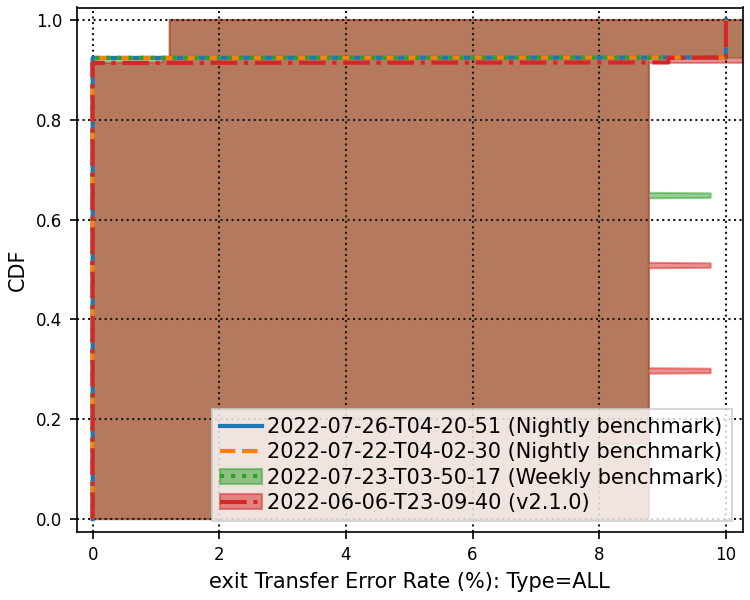 1.0
0.8
0.6
0.4
0.2
0.0
CDF
2022-07-26-T04-20-51 (Nightly benchmark)
2022-07-22-T04-02-30 (Nightly benchmark)
2022-07-23-T03-50-17 (Weekly benchmark)
2022-06-06-T23-09-40 (v2.1.0)
0 2 4 6 8 10
exit Transfer Error Rate (%): Type=ALL